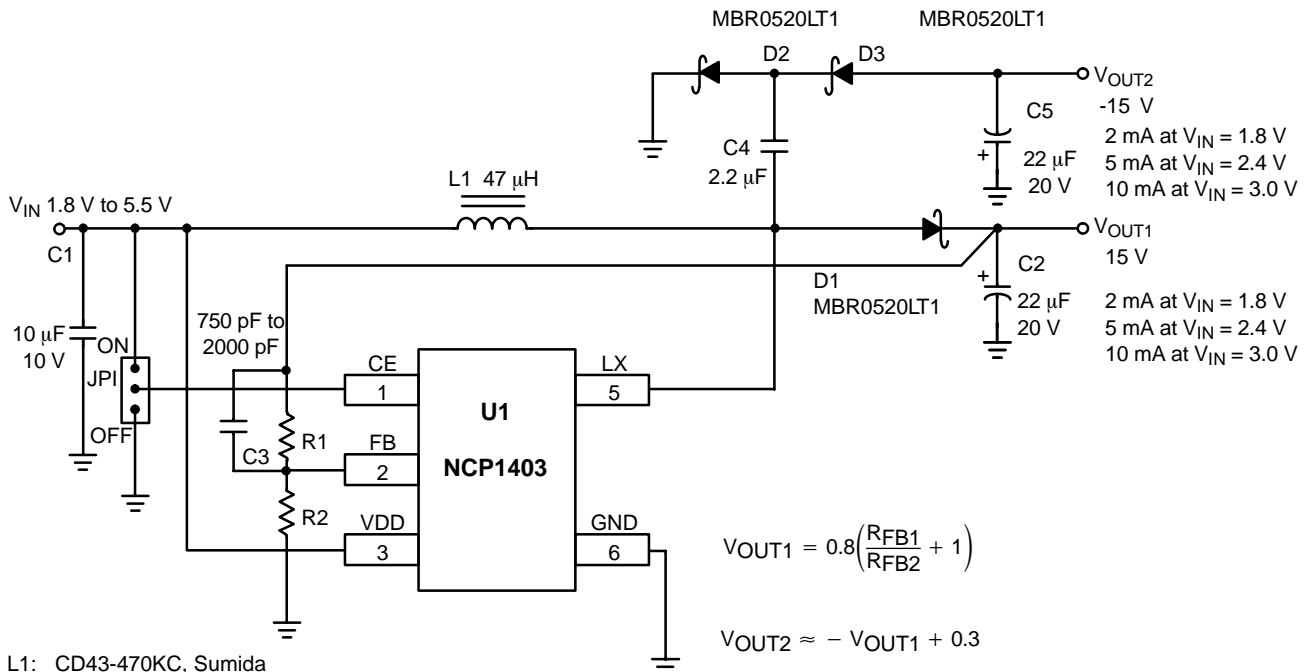 MBR0520LT1 MBR0520LT1
D2 D3
VOUT2
-15 V
C5
2 mA at VIN = 1.8 V
C4
22 μF
5 mA at VIN = 2.4 V
2.2 μF
20 V
10 mA at VIN = 3.0 V
+
L1 47 μH
VIN 1.8 V to 5.5 V
C1
VOUT1
15 V
C2
+
D1
MBR0520LT1
22 μF
20 V
2 mA at VIN = 1.8 V
5 mA at VIN = 2.4 V
10 mA at VIN = 3.0 V
750 pF to
2000 pF
10 μF
10 V
ON
JPI
OFF
CE
1
LX
5
U1
NCP1403
R1
C3
FB
2
R2
VDD
3
GND
6
VOUT1 = 0.8(RFB1/RFB2 + 1)
VOUT2 ≈ − VOUT1 + 0.3
L1: CD43-470KC, Sumida